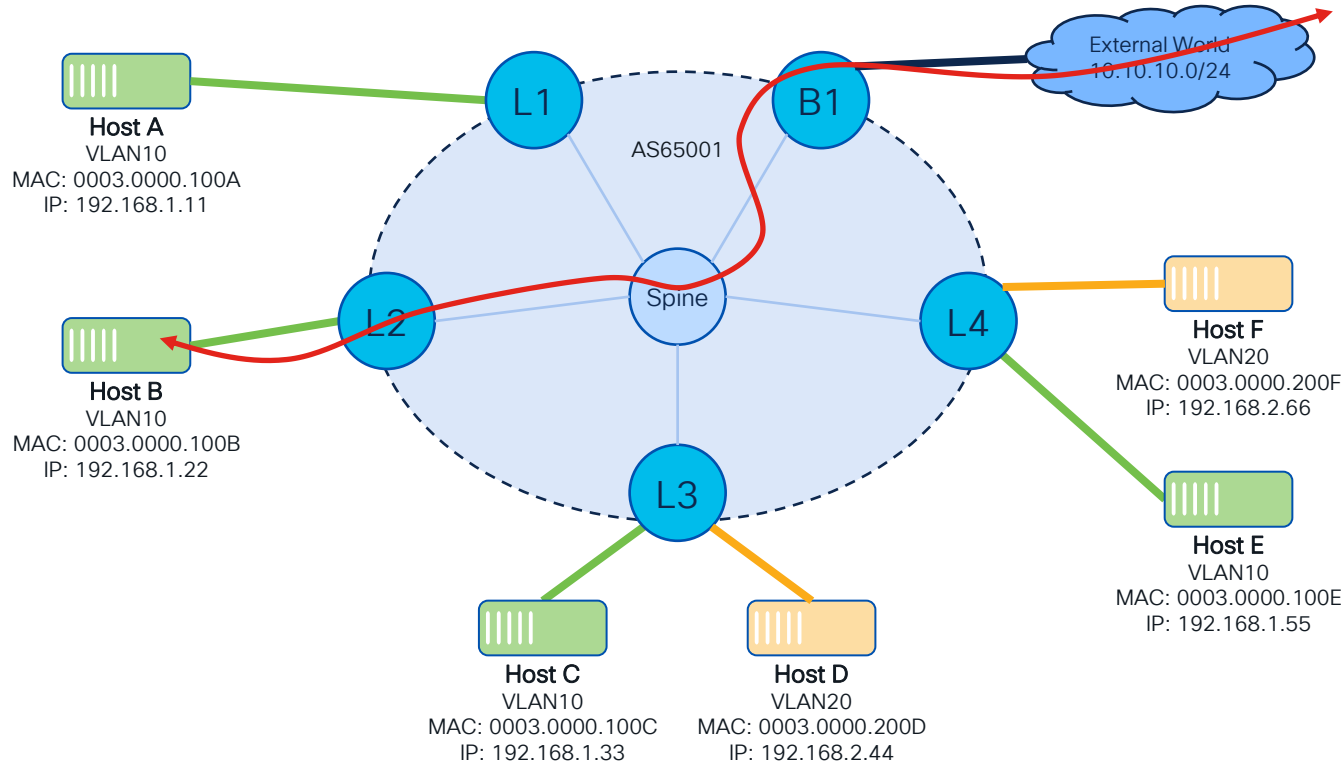 External World
10.10.10.0/24
L1
B1
AS65001
Host A
VLAN10
MAC: 0003.0000.100A
IP: 192.168.1.11
Spine
L2
L4
Host B
VLAN10
MAC: 0003.0000.100B
IP: 192.168.1.22
Host F
VLAN20
MAC: 0003.0000.200F
IP: 192.168.2.66
L3
Host E
VLAN10
MAC: 0003.0000.100E
IP: 192.168.1.55
Host C
VLAN10
MAC: 0003.0000.100C
IP: 192.168.1.33
Host D
VLAN20
MAC: 0003.0000.200D
IP: 192.168.2.44